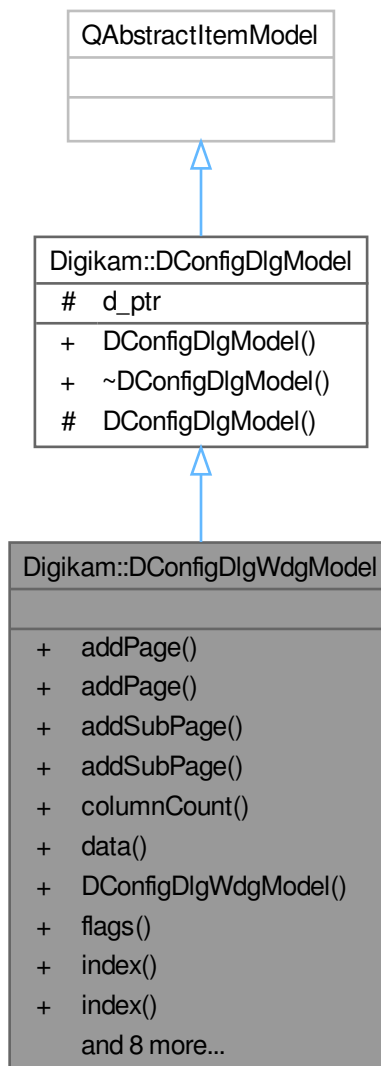 QAbstractItemModel
Digikam::DConfigDlgModel
# d_ptr
+ DConfigDlgModel()
+ ~DConfigDlgModel()
# DConfigDlgModel()
Digikam::DConfigDlgWdgModel
+ addPage()
+ addPage()
+ addSubPage()
+ addSubPage()
+ columnCount()
+ data()
+ DConfigDlgWdgModel()
+ flags()
+ index()
+ index()
and 8 more...